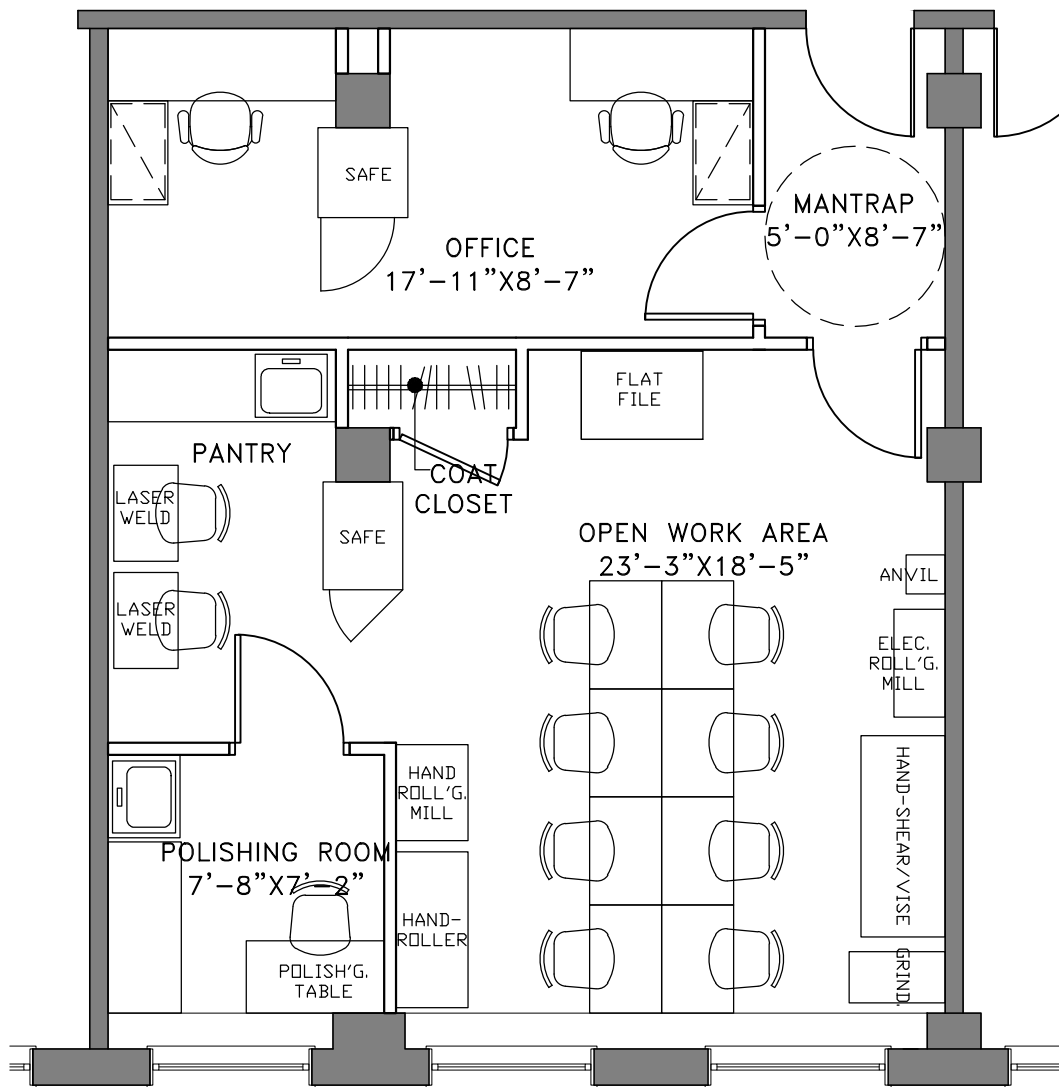 SAFE
MANTRAP
5'-0"X8'-7"
OFFICE
17'-11"X8'-7"
FLAT
FILE
PANTRY
COAT
CLOSET
LASER
WELD
SAFE
OPEN WORK AREA
23'-3"X18'-5"
ANVIL
LASER
WELD
ELEC.
ROLL'G.
MILL
HAND
ROLL'G.
MILL
HAND-SHEAR/VISE
POLISHING ROOM
7'-8"X7'-2"
HAND-
ROLLER
POLISH'G.
TABLE
GRIND.